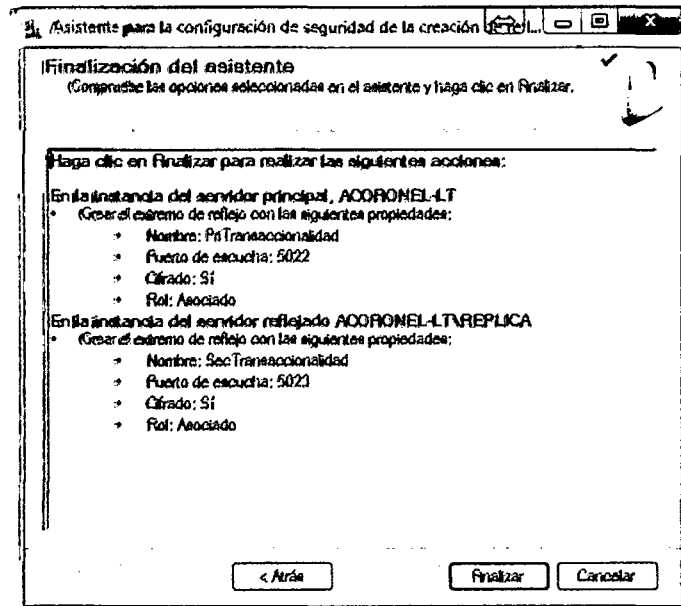 Asistente para la configuración de seguridad de la creación de refl...
Finalización del asistente
Compruebe las opciones seleccionadas en el asistente y haga clic en Finalizar.
Haga clic en Finalizar para realizar las siguientes acciones:
En la instancia del servidor principal, ACORONEL-LT
• Crear el extremo de reflejo con las siguientes propiedades:
Nombre: PriTransaccionalidad
Puerto de escucha: 5022
Cifrado: Sí
Rol: Asociado
En la instancia del servidor reflejado ACORONEL-LT\REPLICA
• Crear el extremo de reflejo con las siguientes propiedades:
Nombre: SecTransaccionalidad
Puerto de escucha: 5023
Cifrado: Sí
Rol: Asociado
< Atrás
Finalizar
Cancelar